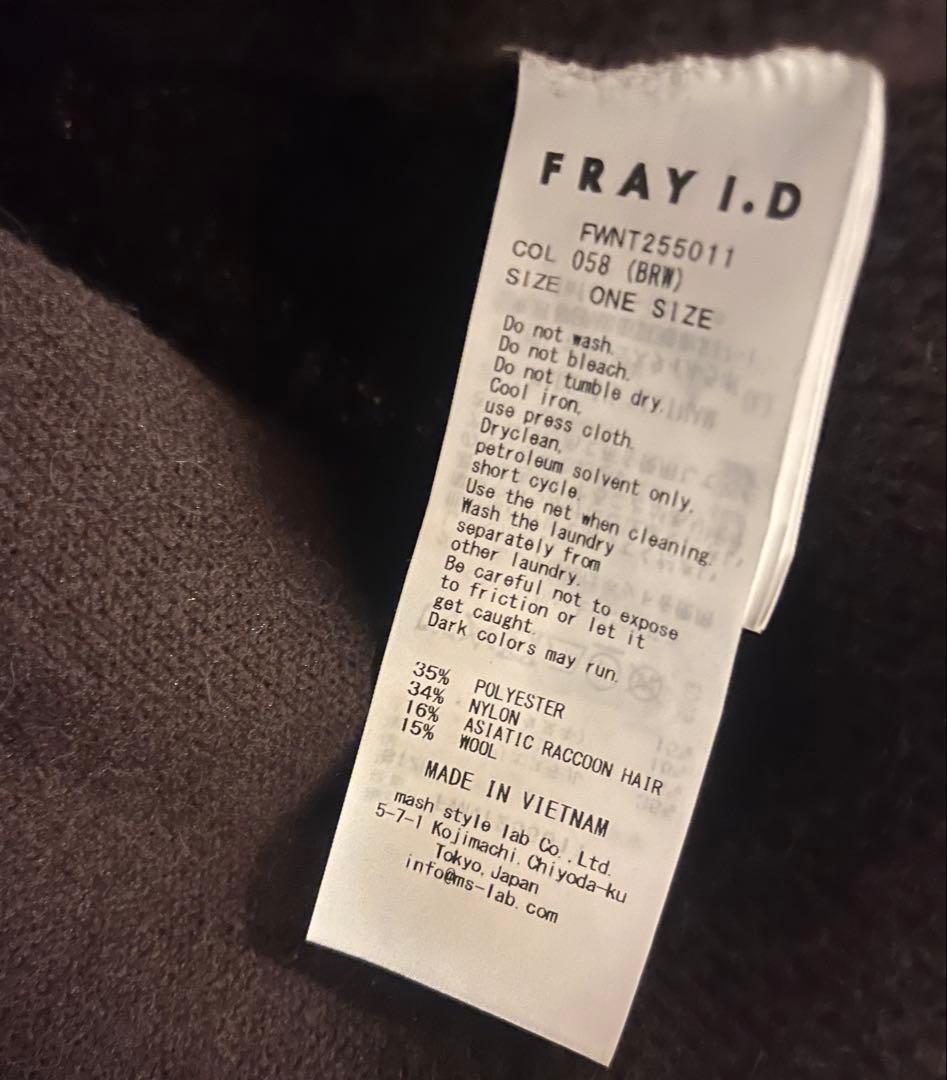 FRAY I.D
FWNT255011
COL 058 (BRW)
SIZE ONE SIZE
Do not wash.
Do not bleach.
Do not tumble dry.
Cool iron,
use press cloth.
Dryclean,
petroleum solvent only.
short cycle.
Use the net when cleaning.
Wash the laundry
separately from
other laundry.
Be careful not to expose
to friction or let it
get caught.
Dark colors may run.
35% POLYESTER
34% NYLON
16% ASIATIC RACCOON HAIR
15% WOOL
MADE IN VIETNAM
mash style lab Co.,Ltd.
5-7-1 Kojimachi. Chiyoda-ku
Tokyo, Japan
info@ms-lab.com